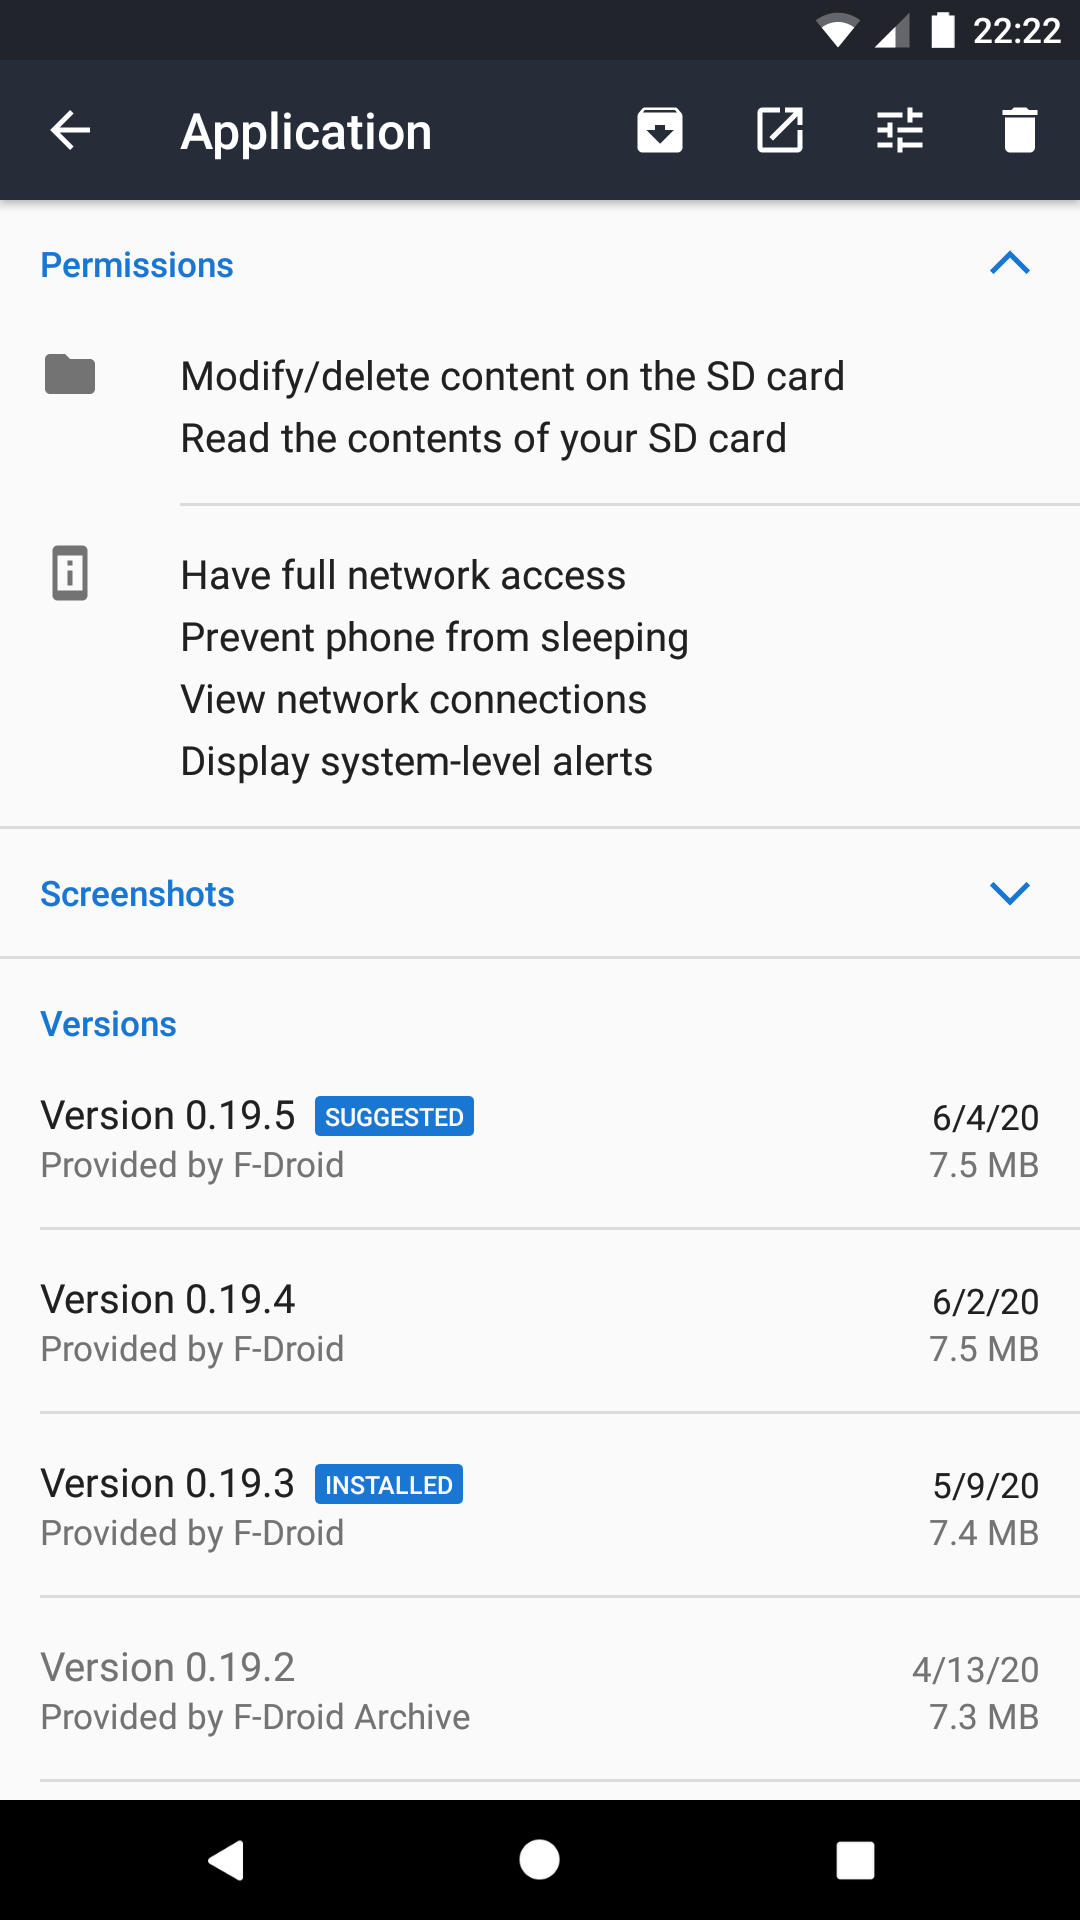 22:22
Application
Permissions
Modify/delete content on the SD card
Read the contents of your SD card
Have full network access
Prevent phone from sleeping
View network connections
Display system-level alerts
Screenshots
Versions
Version 0.19.5 SUGGESTED 6/4/20
Provided by F-Droid 7.5 MB
Version 0.19.4 6/2/20
Provided by F-Droid 7.5 MB
Version 0.19.3 INSTALLED 5/9/20
Provided by F-Droid 7.4 MB
Version 0.19.2 4/13/20
Provided by F-Droid Archive 7.3 MB